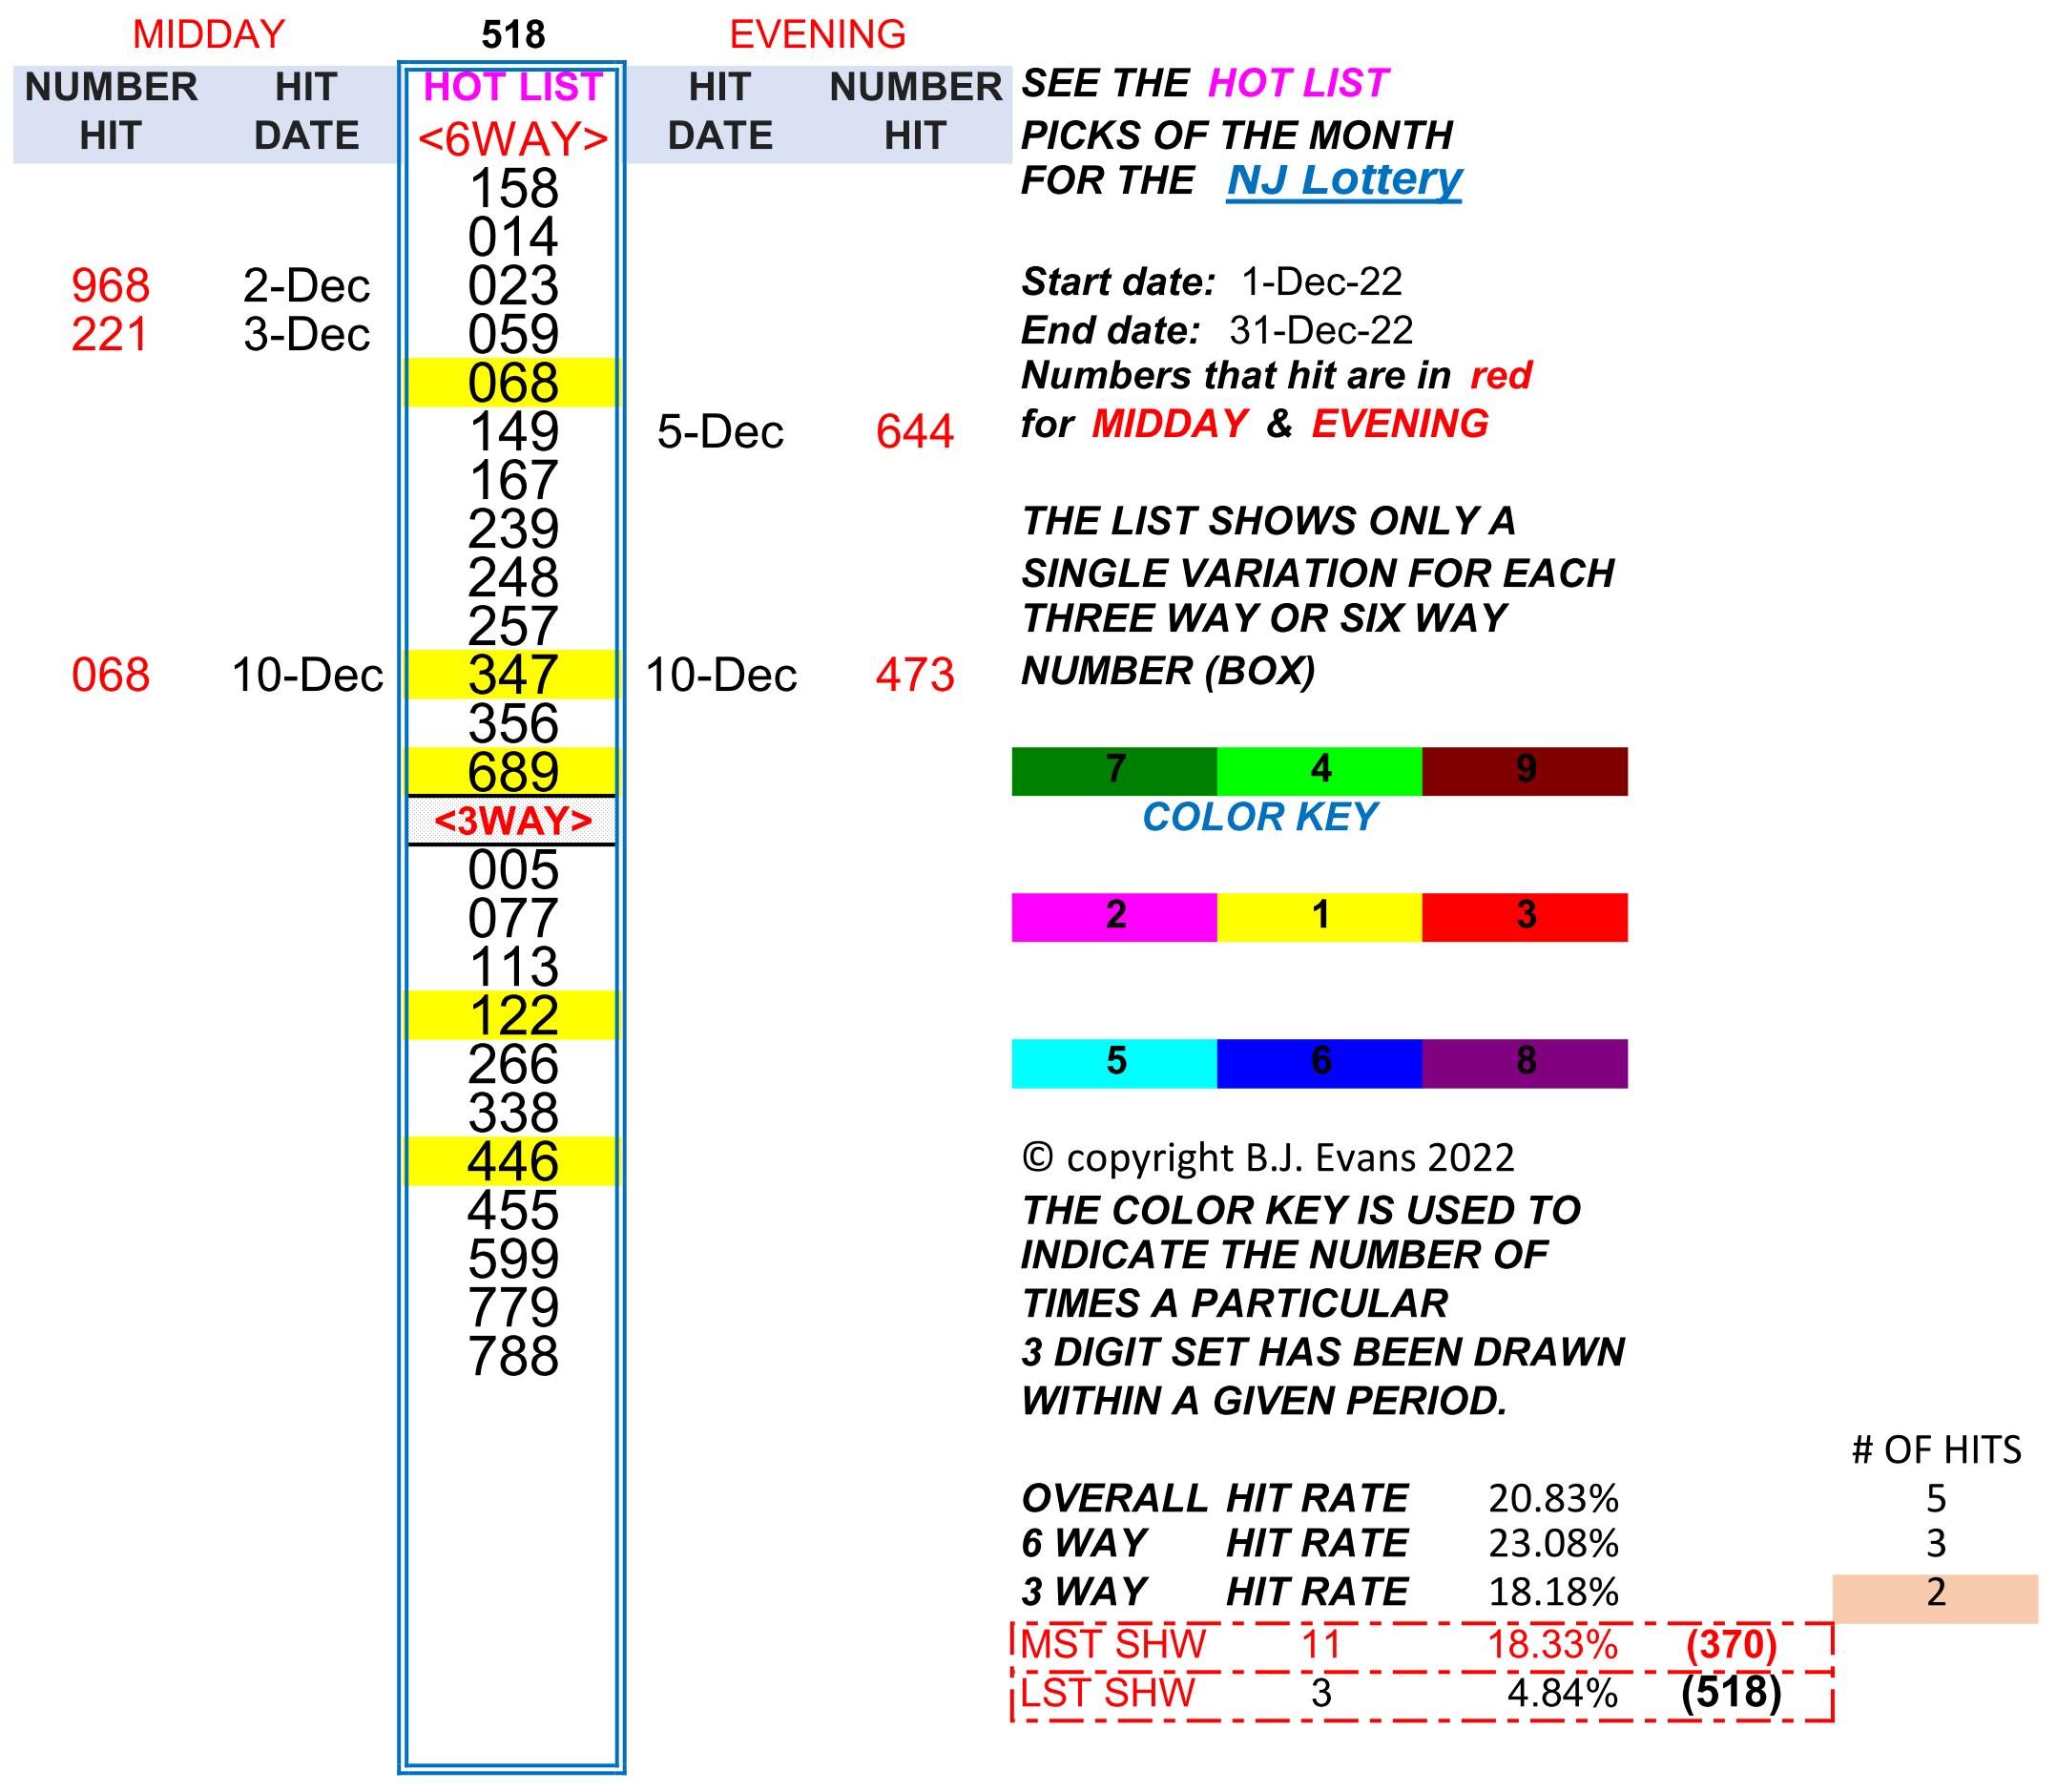 MIDDAY 518 EVENING
NUMBER HIT HOT LIST HIT NUMBER SEE THE HOT LIST
HIT DATE <6WAY> DATE HIT PICKS OF THE MONTH
158 FOR THE NJ Lottery
014
968 2-Dec 023 Start date: 1-Dec-22
221 3-Dec 059 End date: 31-Dec-22
068 Numbers that hit are in red
149 5-Dec 644 for MIDDAY & EVENING
167
239 THE LIST SHOWS ONLY A
248 SINGLE VARIATION FOR EACH
257 THREE WAY OR SIX WAY
068 10-Dec 347 10-Dec 473 NUMBER (BOX)
356
689 7 4 9
<3WAY> COLOR KEY
005
077 2 1 3
113
122
266 5 6 8
338
446 © copyright B.J. Evans 2022
455 THE COLOR KEY IS USED TO
599 INDICATE THE NUMBER OF
779 TIMES A PARTICULAR
788 3 DIGIT SET HAS BEEN DRAWN
WITHIN A GIVEN PERIOD.
# OF HITS
OVERALL HIT RATE 20.83% 5
6 WAY HIT RATE 23.08% 3
3 WAY HIT RATE 18.18% 2
MST SHW 11 18.33% (370)
LST SHW 3 4.84% (518)